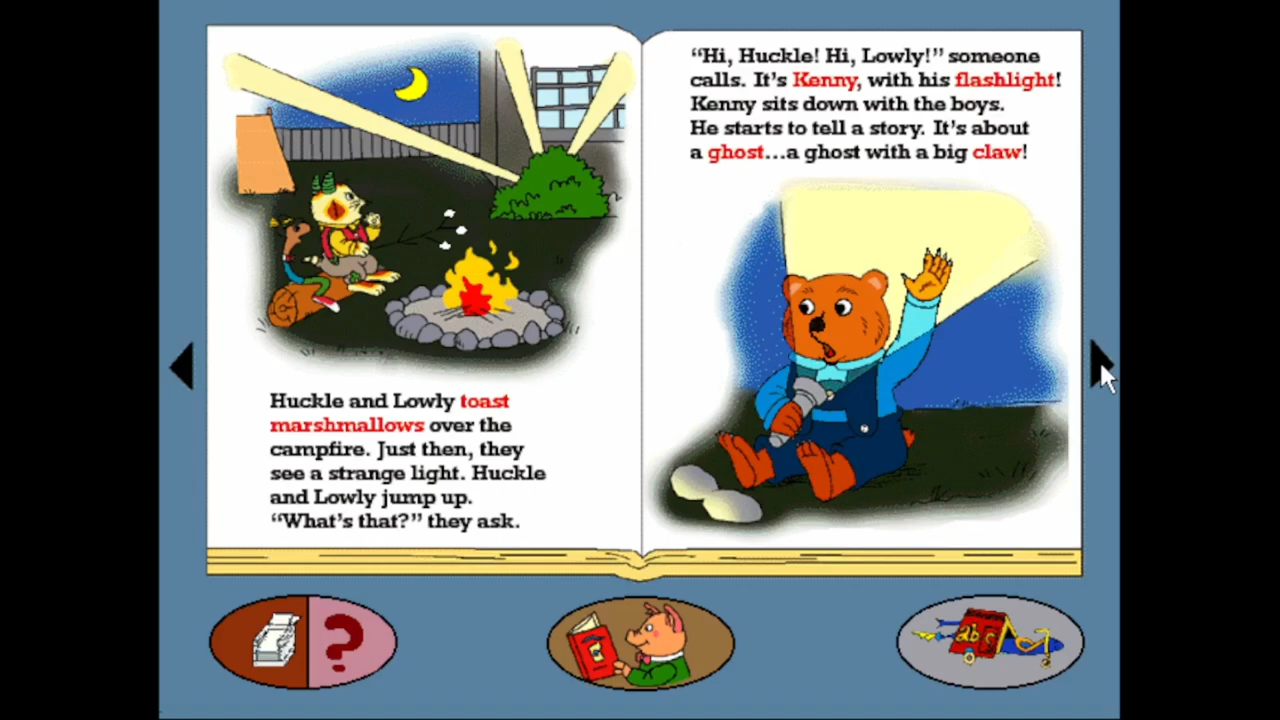 Huckle and Lowly toast
marshmallows over the
campfire. Just then, they
see a strange light. Huckle
and Lowly jump up.
“What’s that?” they ask.
“Hi, Huckle! Hi, Lowly!” someone
calls. It’s Kenny, with his flashlight!
Kenny sits down with the boys.
He starts to tell a story. It’s about
a ghost...a ghost with a big claw!
?
abc